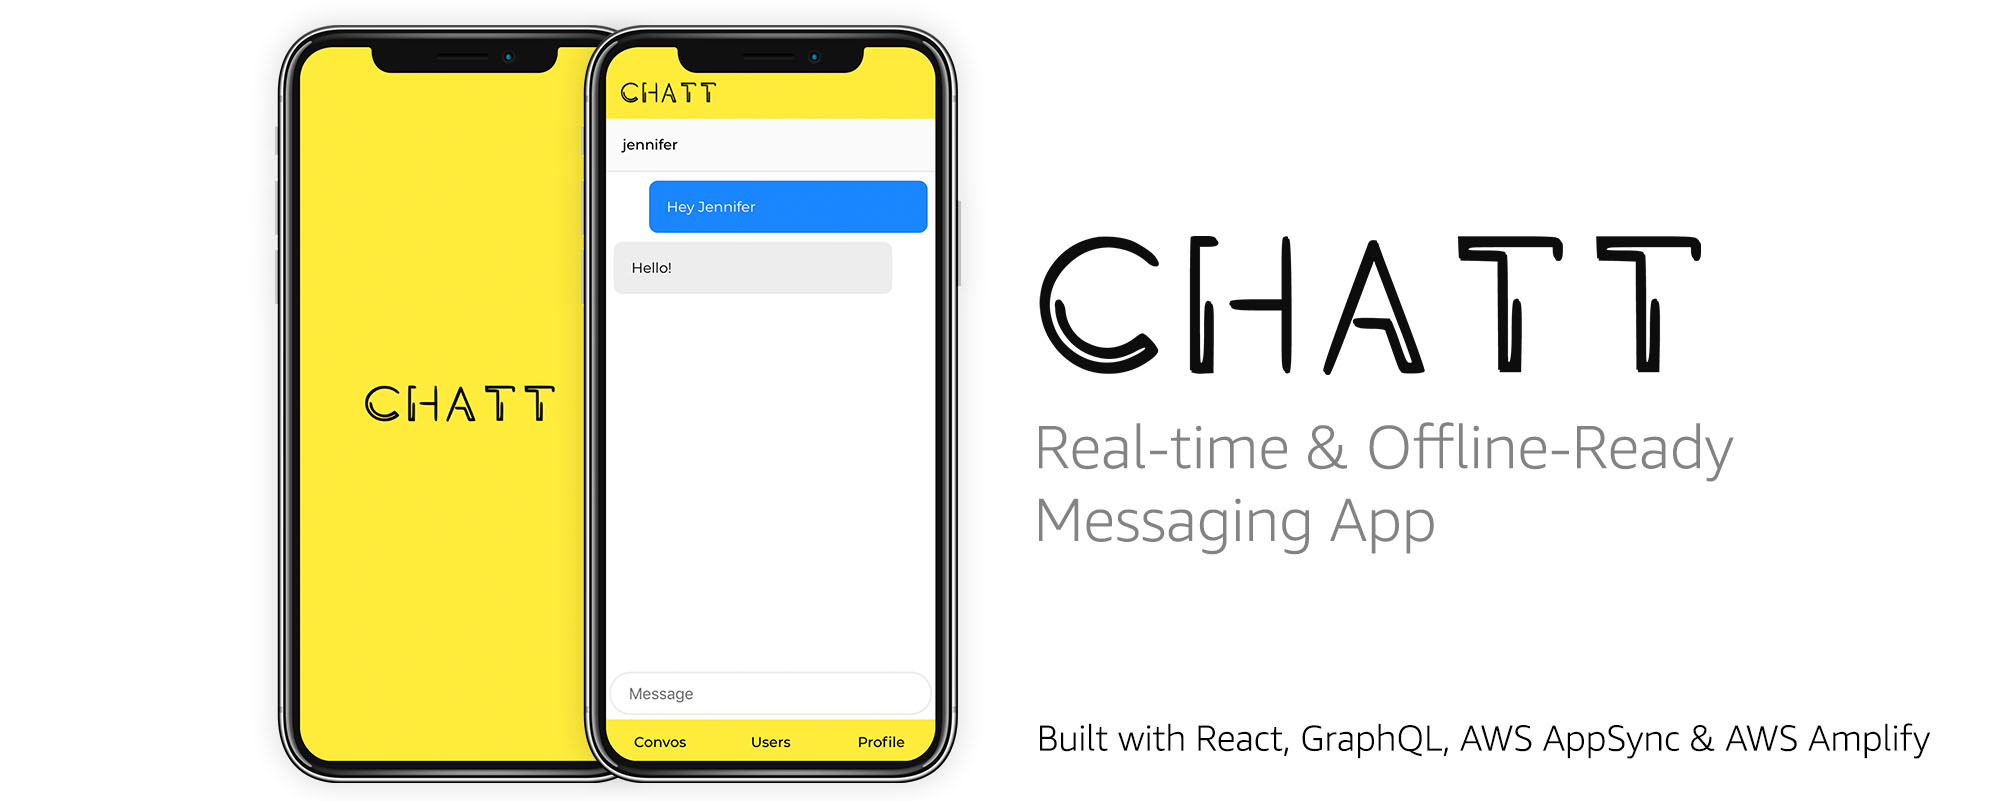 CHATT
CHATT
jennifer
Hey Jennifer
Hello!
Message
Convos Users Profile
CHATT
Real-time & Offline-Ready
Messaging App
Built with React, GraphQL, AWS AppSync & AWS Amplify